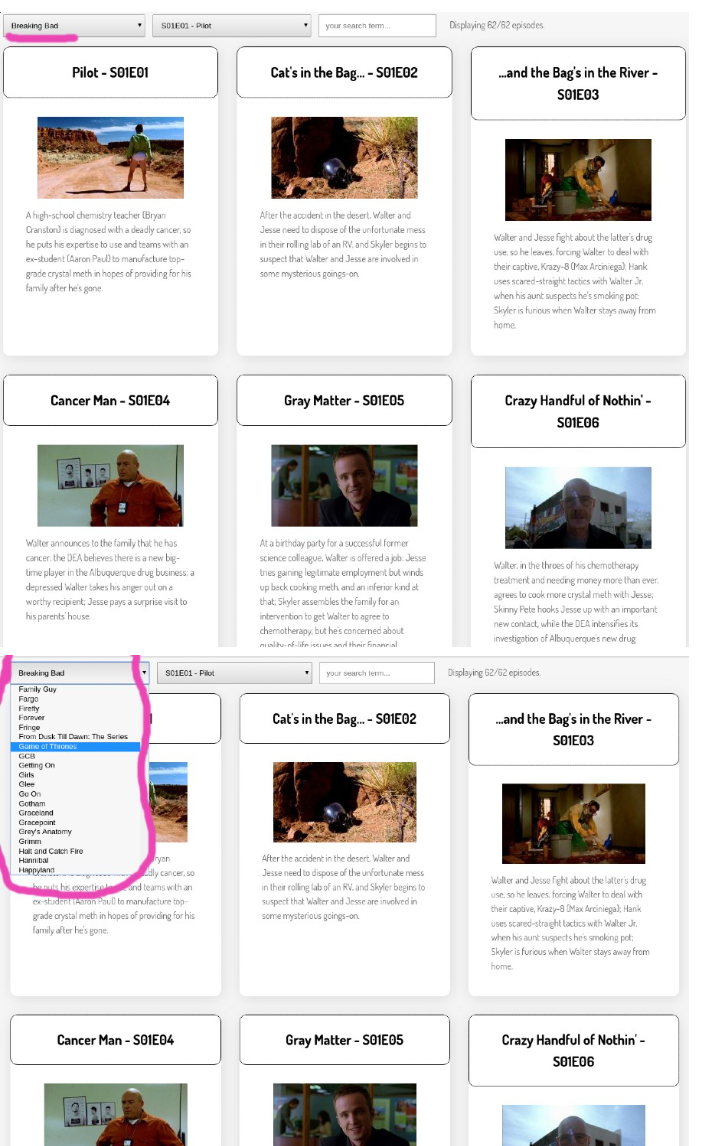 Breaking Bad
S01E01 - Pilot
your search term...
Displaying 62/62 episodes.
Pilot - S01E01
A high-school chemistry teacher (Bryan
Cranston) is diagnosed with a deadly cancer, so
he puts his expertise to use and teams with an
ex-student (Aaron Paul) to manufacture top-
grade crystal meth in hopes of providing for his
family after he's gone.
Cat's in the Bag... - S01E02
After the accident in the desert, Walter and
Jesse need to dispose of the unfortunate mess
in their rolling lab of an RV, and Skyler begins to
suspect that Walter and Jesse are involved in
some mysterious goings-on.
...and the Bag's in the River -
S01E03
Walter and Jesse fight about the latter's drug
use, so he leaves, forcing Walter to deal with
their captive, Krazy-8 (Max Arciniega); Hank
uses scared-straight tactics with Walter Jr.
when his aunt suspects he's smoking pot;
Skyler is furious when Walter stays away from
home.
Cancer Man - S01E04
Walter announces to the family that he has
cancer; the DEA believes there is a new big-
time player in the Albuquerque drug business; a
depressed Walter takes his anger out on a
worthy recipient; Jesse pays a surprise visit to
his parents' house.
Gray Matter - S01E05
At a birthday party for a successful former
science colleague, Walter is offered a job; Jesse
tries gaining legitimate employment but winds
up back cooking meth, and an inferior kind at
that; Skyler assembles the family for an
intervention to get Walter to agree to
chemotherapy, but he's concerned about
quality-of-life issues and their financial
Crazy Handful of Nothin' -
S01E06
Walter, in the throes of his chemotherapy
treatment and needing money more than ever,
agrees to cook more crystal meth with Jesse;
Skinny Pete hooks Jesse up with an important
new contact, while the DEA intensifies its
investigation of Albuquerque's new drug
Breaking Bad
S01E01 - Pilot
your search term...
Displaying 62/62 episodes.
Family Guy
Fargo
Firefly
Forever
Fringe
From Dusk Till Dawn: The Series
Game of Thrones
GCB
Getting On
Girls
Glee
Go On
Gotham
Graceland
Gracepoint
Grey's Anatomy
Grimm
Halt and Catch Fire
Hannibal
Happyland
ryan
dly cancer, so
he puts his expertise and teams with an
ex-student (Aaron Paul) to manufacture top-
grade crystal meth in hopes of providing for his
family after he's gone.
Cat's in the Bag... - S01E02
After the accident in the desert, Walter and
Jesse need to dispose of the unfortunate mess
in their rolling lab of an RV, and Skyler begins to
suspect that Walter and Jesse are involved in
some mysterious goings-on.
...and the Bag's in the River -
S01E03
Walter and Jesse fight about the latter's drug
use, so he leaves, forcing Walter to deal with
their captive, Krazy-8 (Max Arciniega); Hank
uses scared-straight tactics with Walter Jr.
when his aunt suspects he's smoking pot;
Skyler is furious when Walter stays away from
home.
Cancer Man - S01E04
Gray Matter - S01E05
Crazy Handful of Nothin' -
S01E06